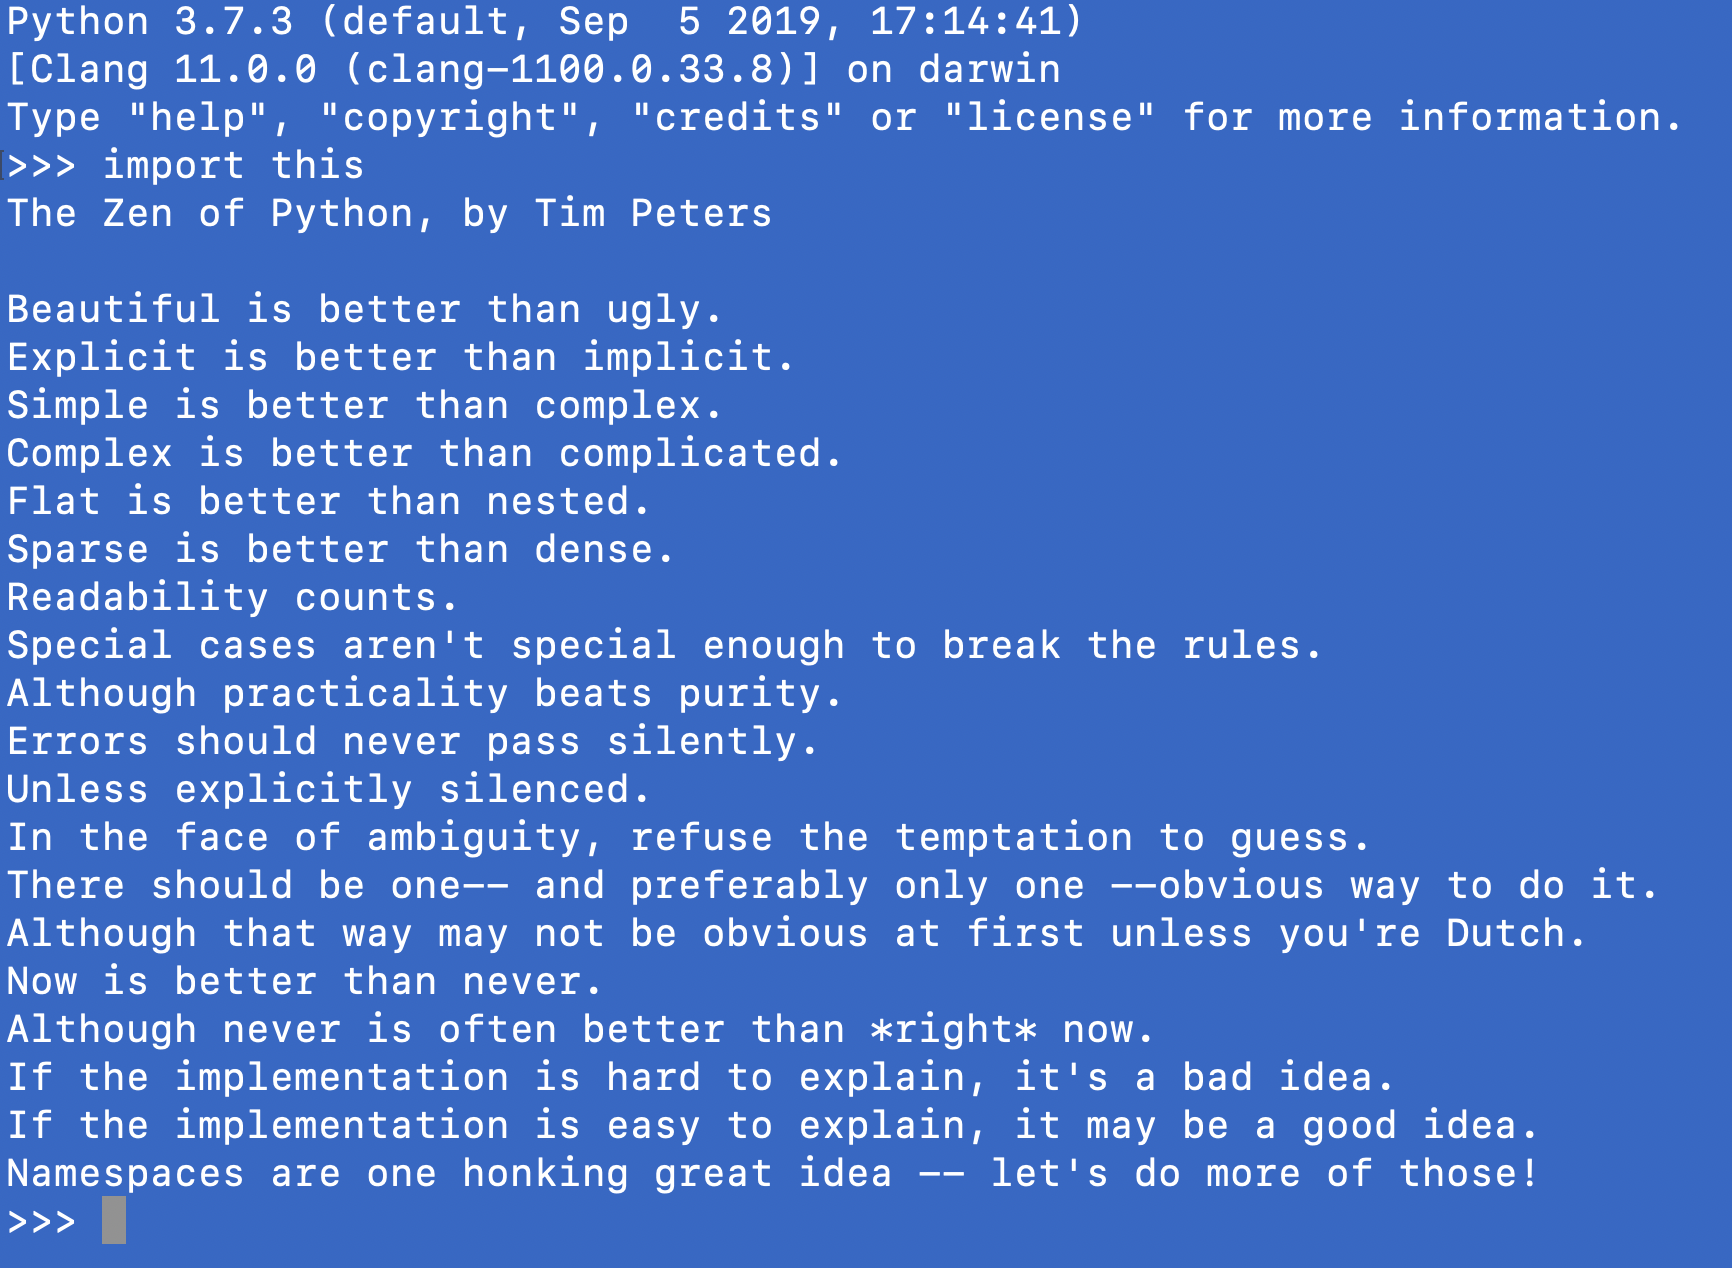 Python 3.7.3 (default, Sep  5 2019, 17:14:41)
[Clang 11.0.0 (clang-1100.0.33.8)] on darwin
Type "help", "copyright", "credits" or "license" for more information.
>>> import this
The Zen of Python, by Tim Peters

Beautiful is better than ugly.
Explicit is better than implicit.
Simple is better than complex.
Complex is better than complicated.
Flat is better than nested.
Sparse is better than dense.
Readability counts.
Special cases aren't special enough to break the rules.
Although practicality beats purity.
Errors should never pass silently.
Unless explicitly silenced.
In the face of ambiguity, refuse the temptation to guess.
There should be one-- and preferably only one --obvious way to do it.
Although that way may not be obvious at first unless you're Dutch.
Now is better than never.
Although never is often better than *right* now.
If the implementation is hard to explain, it's a bad idea.
If the implementation is easy to explain, it may be a good idea.
Namespaces are one honking great idea -- let's do more of those!
>>>